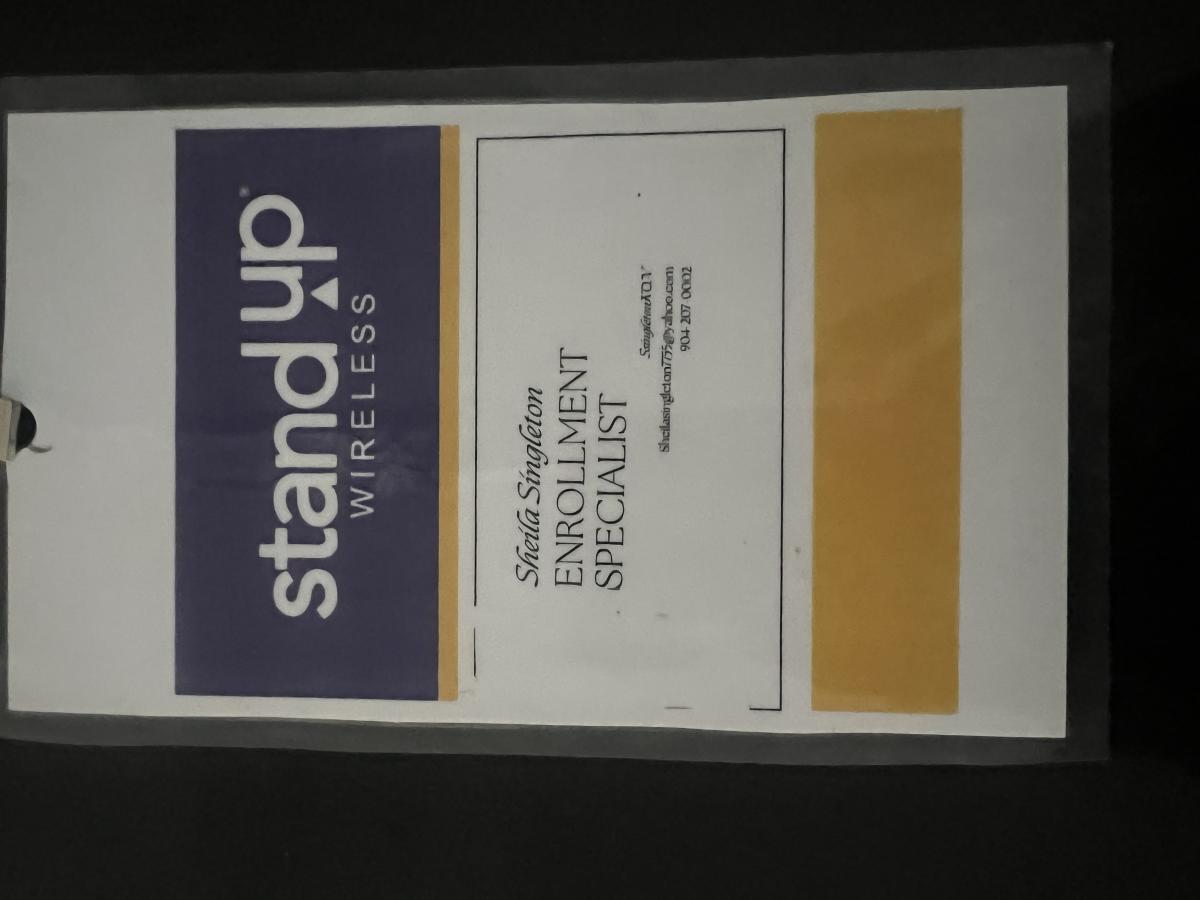 stand up
WIRELESS
Sheila Singleton
ENROLLMENT
SPECIALIST
904-207-0002